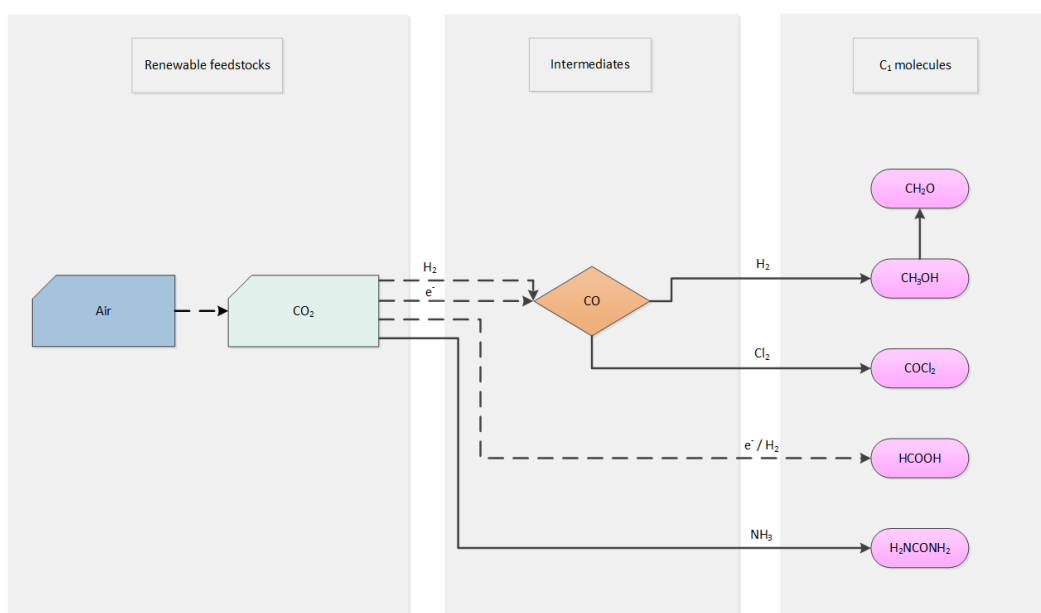 Renewable feedstocks
Intermediates
C₁ molecules
CH₂O
H₂
H₂
CH₃OH
e⁻
Air
CO₂
CO
Cl₂
COCl₂
e⁻ / H₂
HCOOH
NH₃
H₂NCONH₂